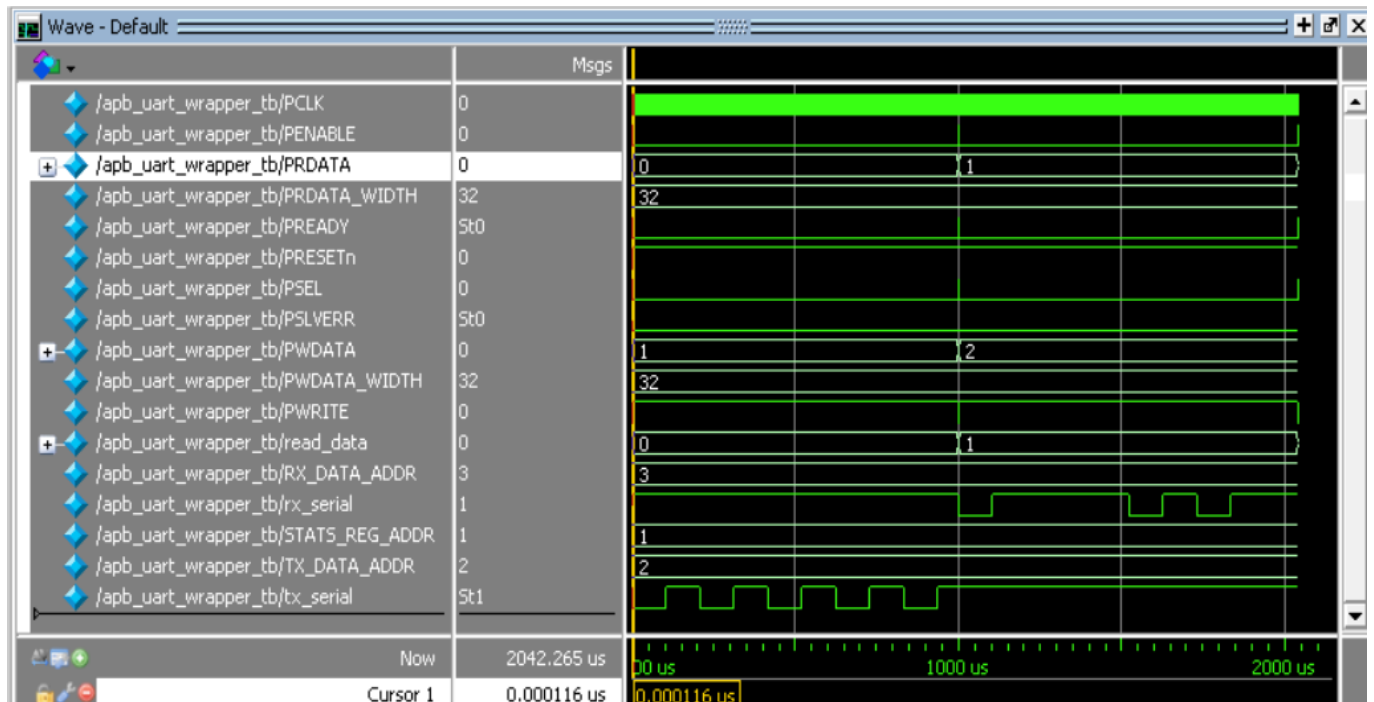 Wave - Default
Msgs
/apb_uart_wrapper_tb/PCLK 0
/apb_uart_wrapper_tb/PENABLE 0
/apb_uart_wrapper_tb/PRDATA 0 0 1
/apb_uart_wrapper_tb/PRDATA_WIDTH 32 32
/apb_uart_wrapper_tb/PREADY St0
/apb_uart_wrapper_tb/PRESETn 0
/apb_uart_wrapper_tb/PSEL 0
/apb_uart_wrapper_tb/PSLVERR St0
/apb_uart_wrapper_tb/PWDATA 0 1 2
/apb_uart_wrapper_tb/PWDATA_WIDTH 32 32
/apb_uart_wrapper_tb/PWRITE 0
/apb_uart_wrapper_tb/read_data 0 0 1
/apb_uart_wrapper_tb/RX_DATA_ADDR 3 3
/apb_uart_wrapper_tb/rx_serial 1
/apb_uart_wrapper_tb/STATS_REG_ADDR 1 1
/apb_uart_wrapper_tb/TX_DATA_ADDR 2 2
/apb_uart_wrapper_tb/tx_serial St1
Now 2042.265 us 00 us 1000 us 2000 us
Cursor 1 0.000116 us 0.000116 us